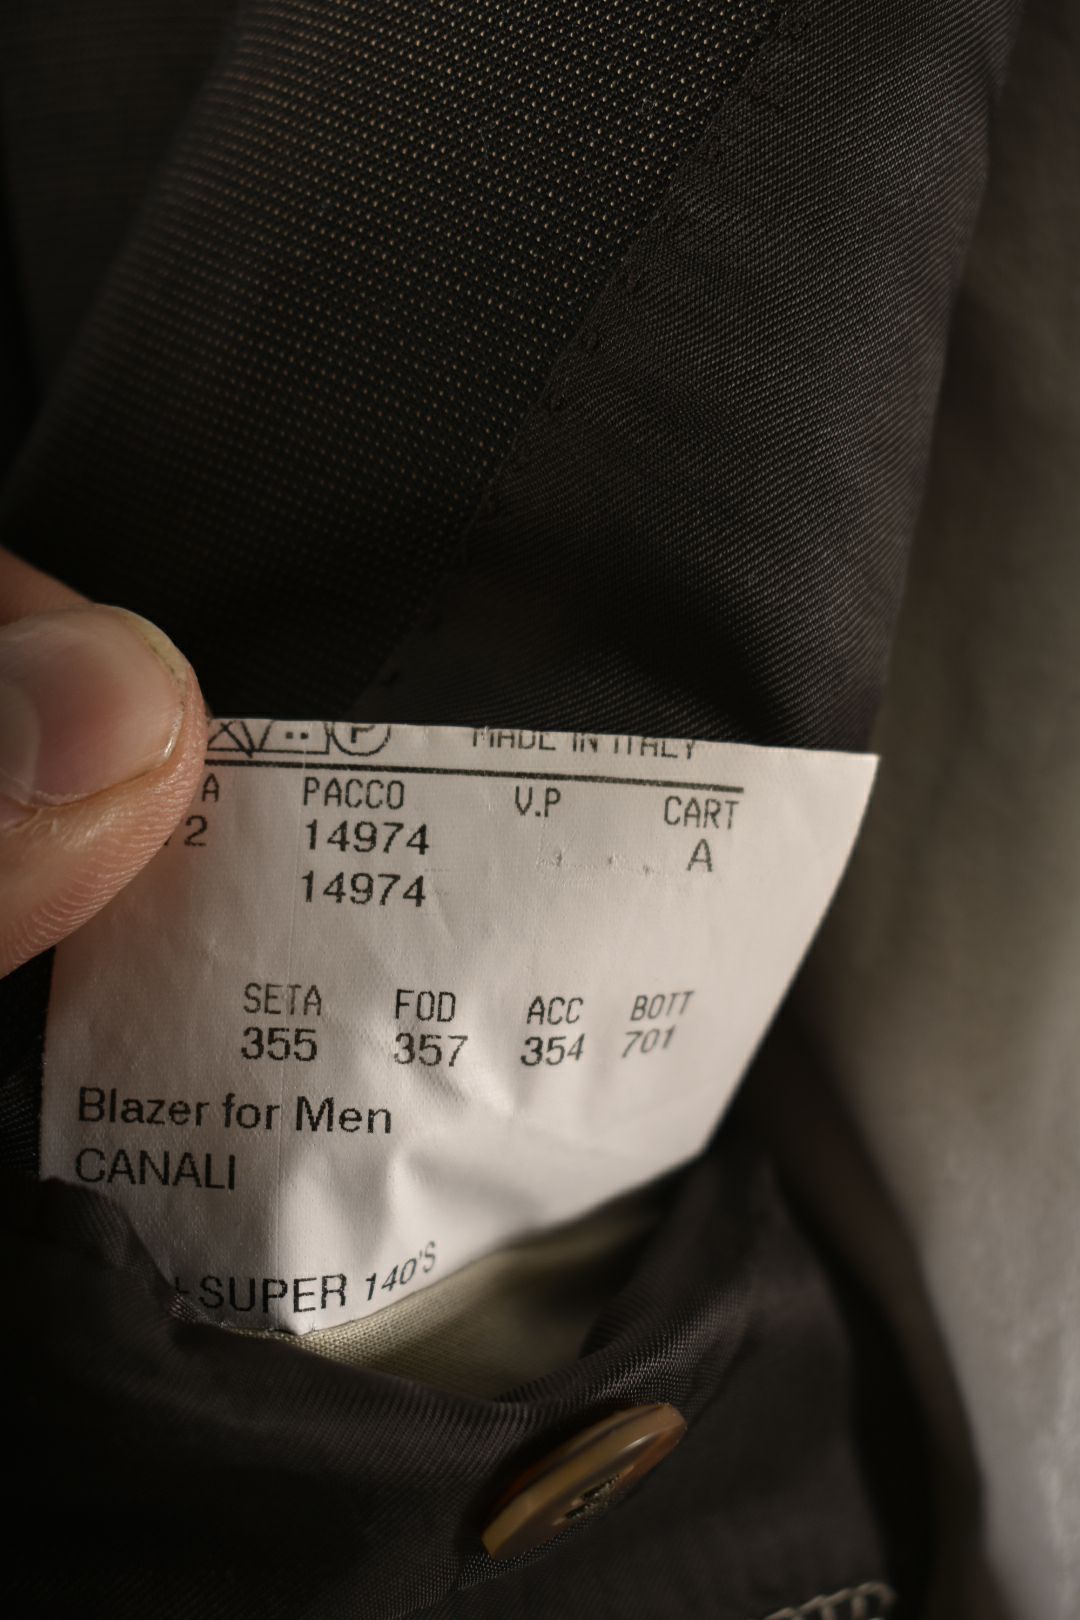 P MADE IN ITALY
A PACCO V.P CART
2 14974 A
14974
SETA FOD ACC BOTT
355 357 354 701
Blazer for Men
CANALI
SUPER 140'S